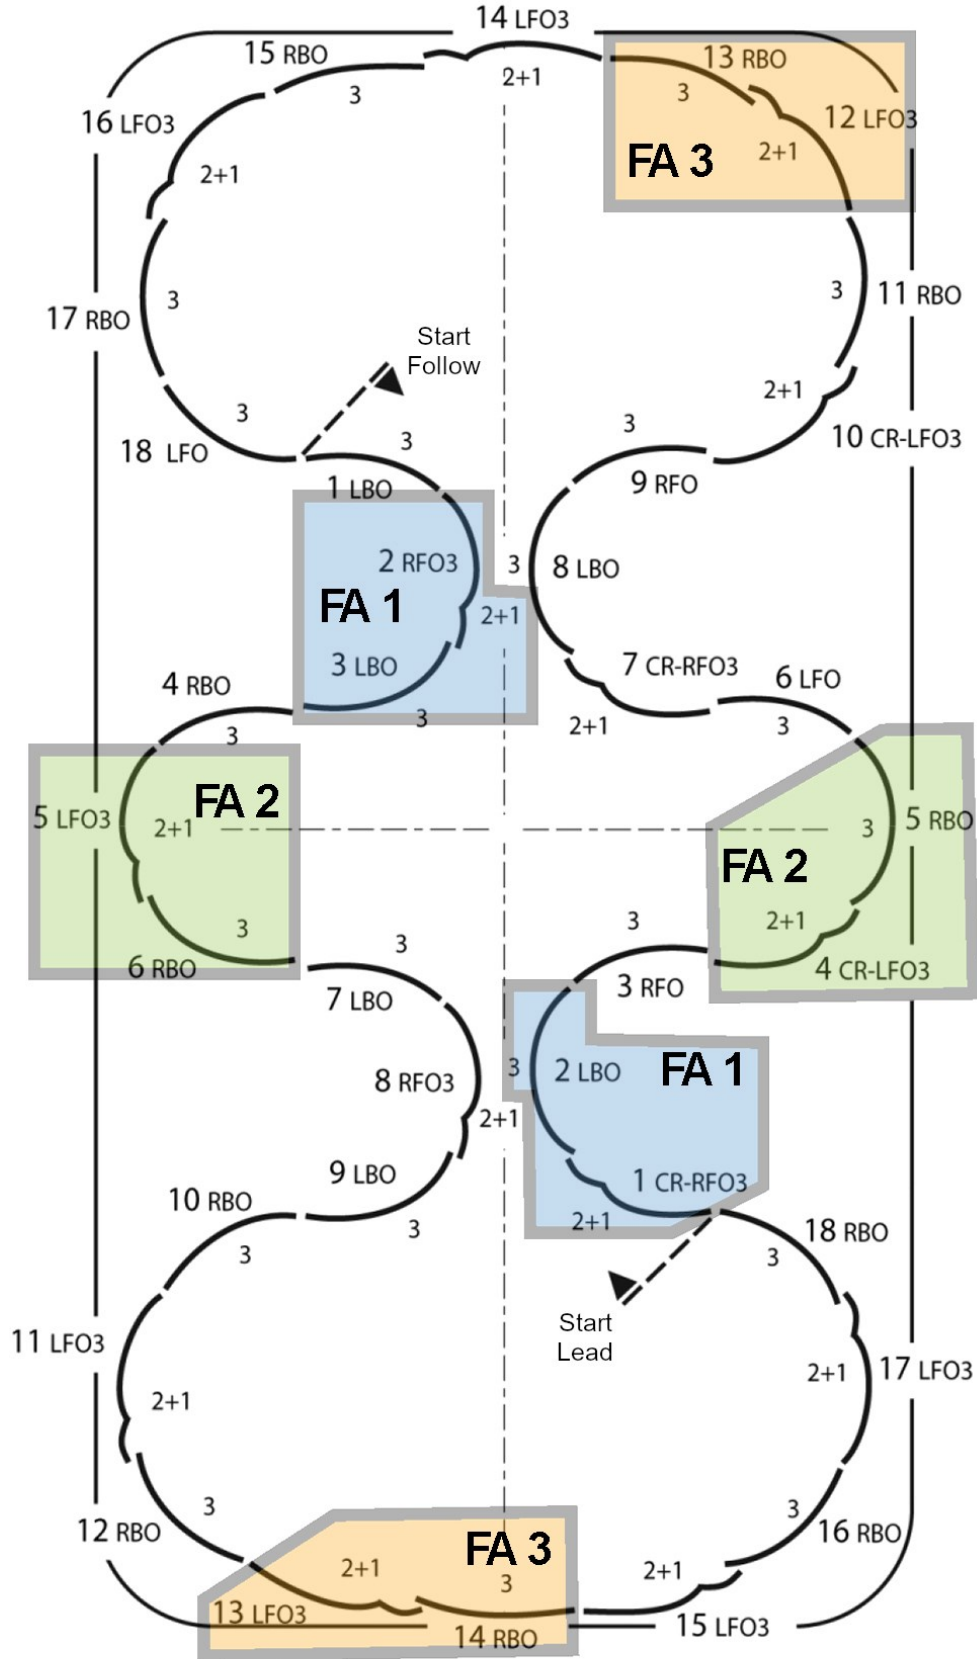 14 LFO3
15 RBO
13 RBO
2+1
3
3
16 LFO3
12 LFO3
2+1
FA 3
2+1
3
11 RBO
3
17 RBO
Start
Follow
2+1
3
3
3
10 CR-LFO3
18 LFO
9 RFO
1 LBO
2 RFO3
3
8 LBO
FA 1
2+1
3 LBO
7 CR-RFO3
6 LFO
4 RBO
3
3
2+1
3
FA 2
5 LFO3
2+1
3
5 RBO
FA 2
3
3
2+1
3
6 RBO
4 CR-LFO3
7 LBO
3 RFO
8 RFO3
3
2 LBO
FA 1
2+1
9 LBO
1 CR-RFO3
10 RBO
3
2+1
18 RBO
3
3
Start
Lead
11 LFO3
2+1
17 LFO3
2+1
3
3
12 RBO
16 RBO
FA 3
2+1
3
2+1
13 LFO3
14 RBO
15 LFO3